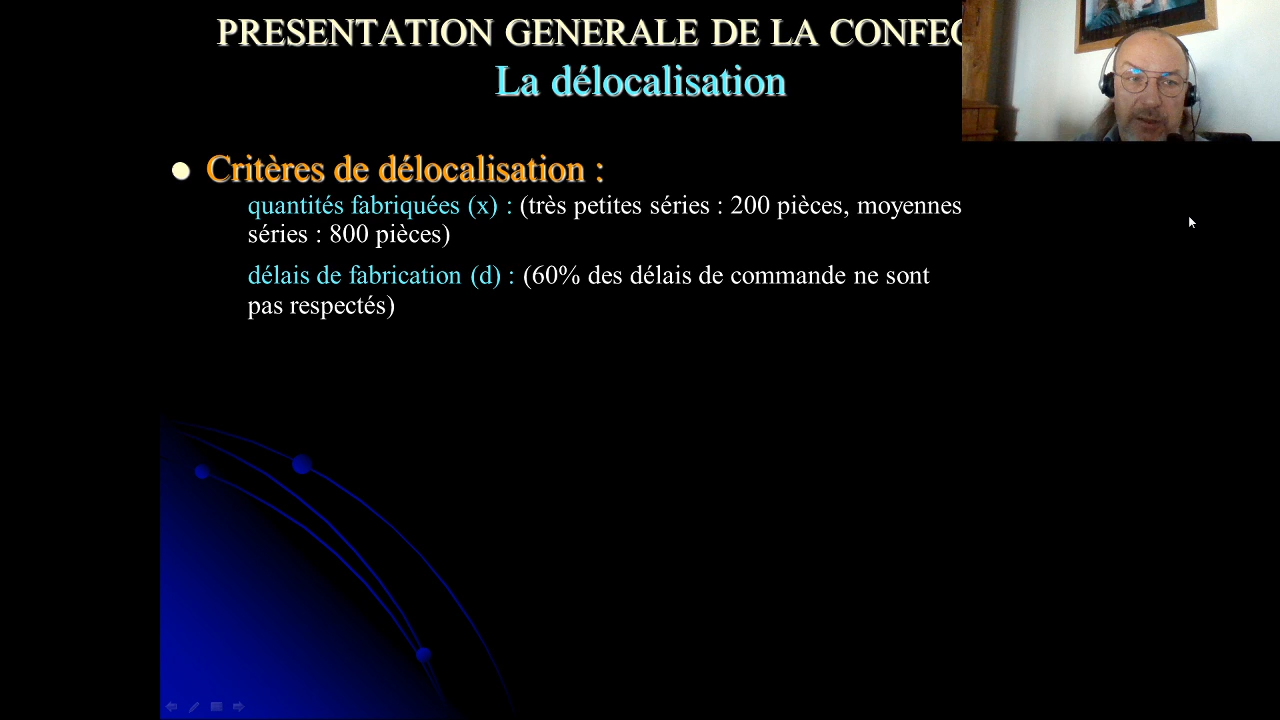 PRESENTATION GENERALE DE LA CONFEC
La délocalisation
Critères de délocalisation :
quantités fabriquées (x) : (très petites séries : 200 pièces, moyennes
séries : 800 pièces)
délais de fabrication (d) : (60% des délais de commande ne sont
pas respectés)